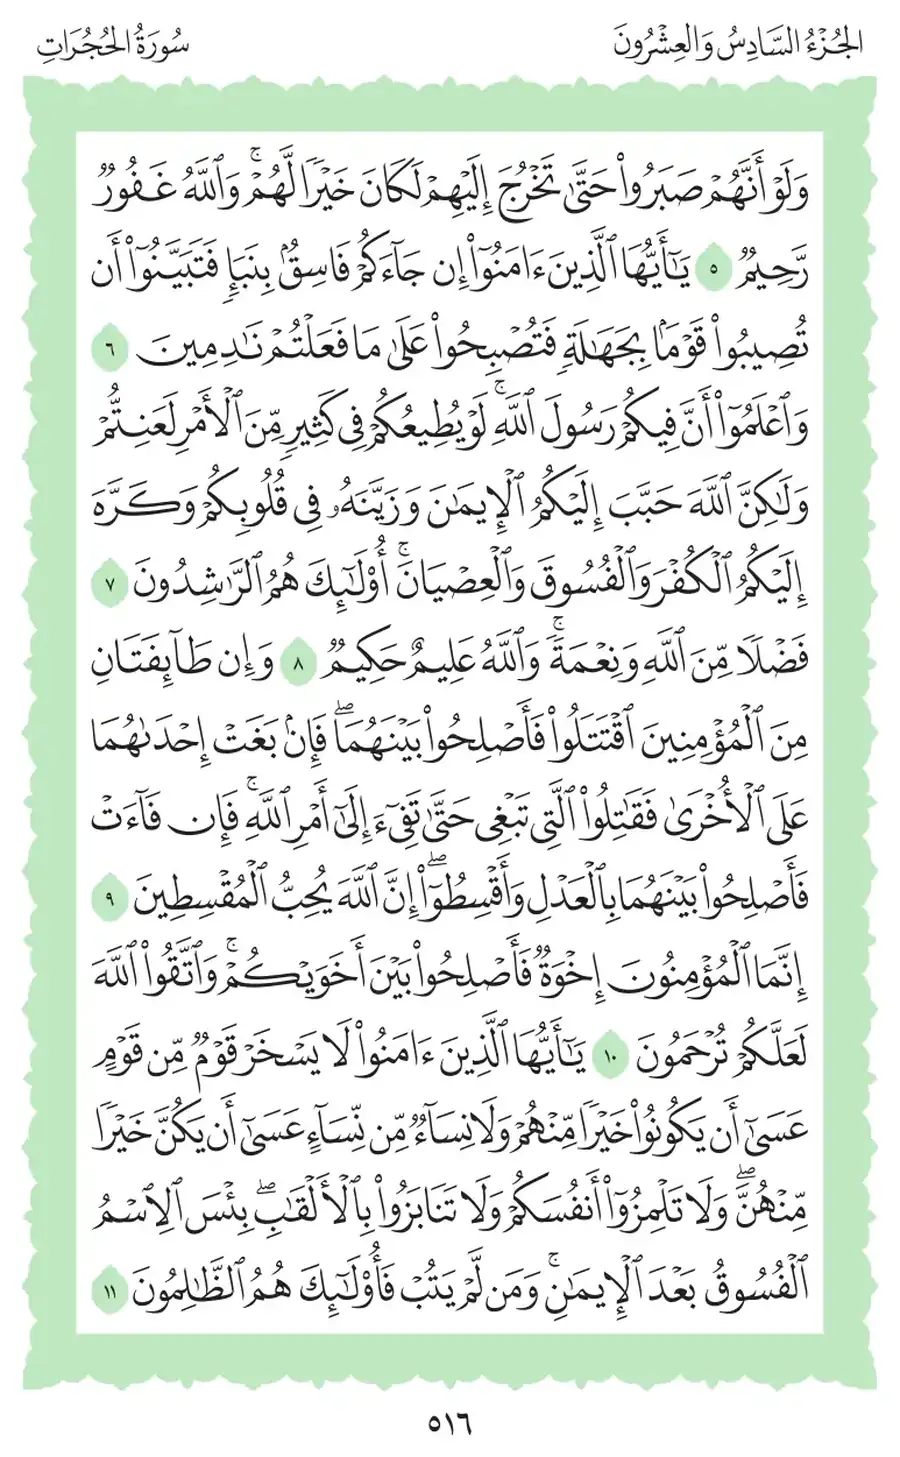 الجُزْءُ السَّادِسُ وَالعِشْرُونَ
سُورَةُ الحُجُرَاتِ
وَلَوْ أَنَّهُمْ صَبَرُوا۟ حَتَّىٰ تَخْرُجَ إِلَيْهِمْ لَكَانَ خَيْرًا لَّهُمْ ۚ وَٱللَّهُ غَفُورٌ
رَّحِيمٌ ٥ يَـٰٓأَيُّهَا ٱلَّذِينَ ءَامَنُوٓا۟ إِن جَآءَكُمْ فَاسِقٌۢ بِنَبَإٍ فَتَبَيَّنُوٓا۟ أَن
تُصِيبُوا۟ قَوْمًۢا بِجَهَـٰلَةٍ فَتُصْبِحُوا۟ عَلَىٰ مَا فَعَلْتُمْ نَـٰدِمِينَ ٦
وَٱعْلَمُوٓا۟ أَنَّ فِيكُمْ رَسُولَ ٱللَّهِ ۚ لَوْ يُطِيعُكُمْ فِى كَثِيرٍ مِّنَ ٱلْأَمْرِ لَعَنِتُّمْ
وَلَـٰكِنَّ ٱللَّهَ حَبَّبَ إِلَيْكُمُ ٱلْإِيمَـٰنَ وَزَيَّنَهُۥ فِى قُلُوبِكُمْ وَكَرَّهَ
إِلَيْكُمُ ٱلْكُفْرَ وَٱلْفُسُوقَ وَٱلْعِصْيَانَ ۚ أُو۟لَـٰٓئِكَ هُمُ ٱلرَّٰشِدُونَ ٧
فَضْلًا مِّنَ ٱللَّهِ وَنِعْمَةً ۚ وَٱللَّهُ عَلِيمٌ حَكِيمٌ ٨ وَإِن طَآئِفَتَانِ
مِنَ ٱلْمُؤْمِنِينَ ٱقْتَتَلُوا۟ فَأَصْلِحُوا۟ بَيْنَهُمَا ۖ فَإِنۢ بَغَتْ إِحْدَىٰهُمَا
عَلَى ٱلْأُخْرَىٰ فَقَـٰتِلُوا۟ ٱلَّتِى تَبْغِى حَتَّىٰ تَفِىٓءَ إِلَىٰٓ أَمْرِ ٱللَّهِ ۚ فَإِن فَآءَتْ
فَأَصْلِحُوا۟ بَيْنَهُمَا بِٱلْعَدْلِ وَأَقْسِطُوٓا۟ ۖ إِنَّ ٱللَّهَ يُحِبُّ ٱلْمُقْسِطِينَ ٩
إِنَّمَا ٱلْمُؤْمِنُونَ إِخْوَةٌ فَأَصْلِحُوا۟ بَيْنَ أَخَوَيْكُمْ ۚ وَٱتَّقُوا۟ ٱللَّهَ
لَعَلَّكُمْ تُرْحَمُونَ ١٠ يَـٰٓأَيُّهَا ٱلَّذِينَ ءَامَنُوا۟ لَا يَسْخَرْ قَوْمٌ مِّن قَوْمٍ
عَسَىٰٓ أَن يَكُونُوا۟ خَيْرًا مِّنْهُمْ وَلَا نِسَآءٌ مِّن نِّسَآءٍ عَسَىٰٓ أَن يَكُنَّ خَيْرًا
مِّنْهُنَّ ۖ وَلَا تَلْمِزُوٓا۟ أَنفُسَكُمْ وَلَا تَنَابَزُوا۟ بِٱلْأَلْقَـٰبِ ۖ بِئْسَ ٱلِٱسْمُ
ٱلْفُسُوقُ بَعْدَ ٱلْإِيمَـٰنِ ۚ وَمَن لَّمْ يَتُبْ فَأُو۟لَـٰٓئِكَ هُمُ ٱلظَّـٰلِمُونَ ١١
٥١٦